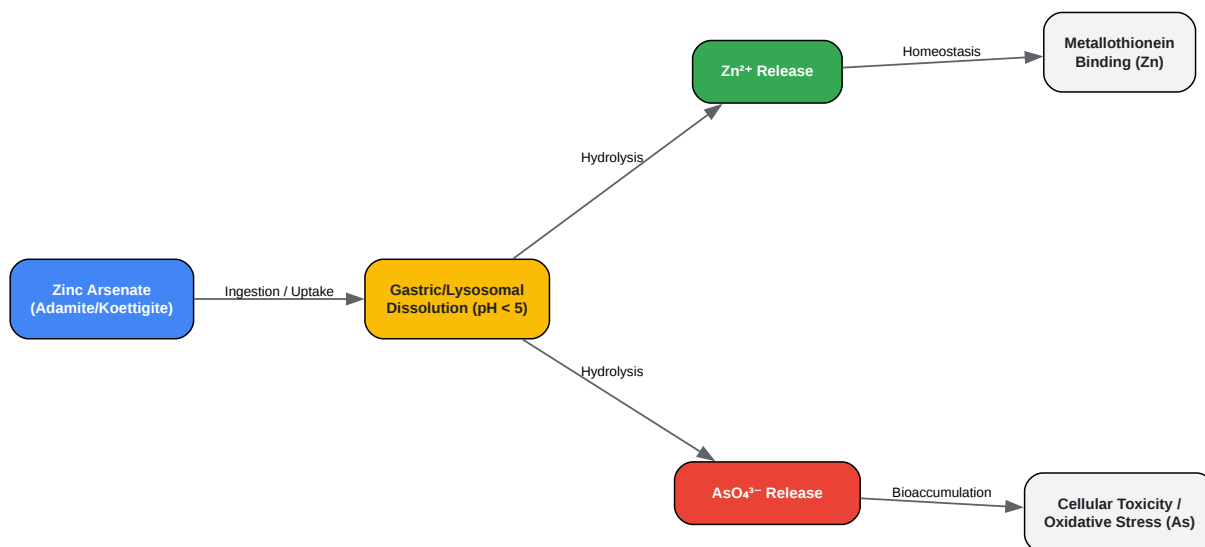 Zinc Arsenate
(Adamite/Koettigite)
Ingestion / Uptake
Gastric/Lysosomal
Dissolution (pH < 5)
Hydrolysis
Zn²⁺ Release
Homeostasis
Metallothionein
Binding (Zn)
Hydrolysis
AsO₄³⁻ Release
Bioaccumulation
Cellular Toxicity /
Oxidative Stress (As)